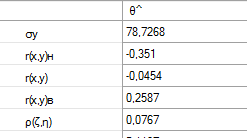 θ^
σy 78,7268
r(x,y)н -0,351
r(x,y) -0,0454
r(x,y)в 0,2587
ρ(ζ,η) 0,0767